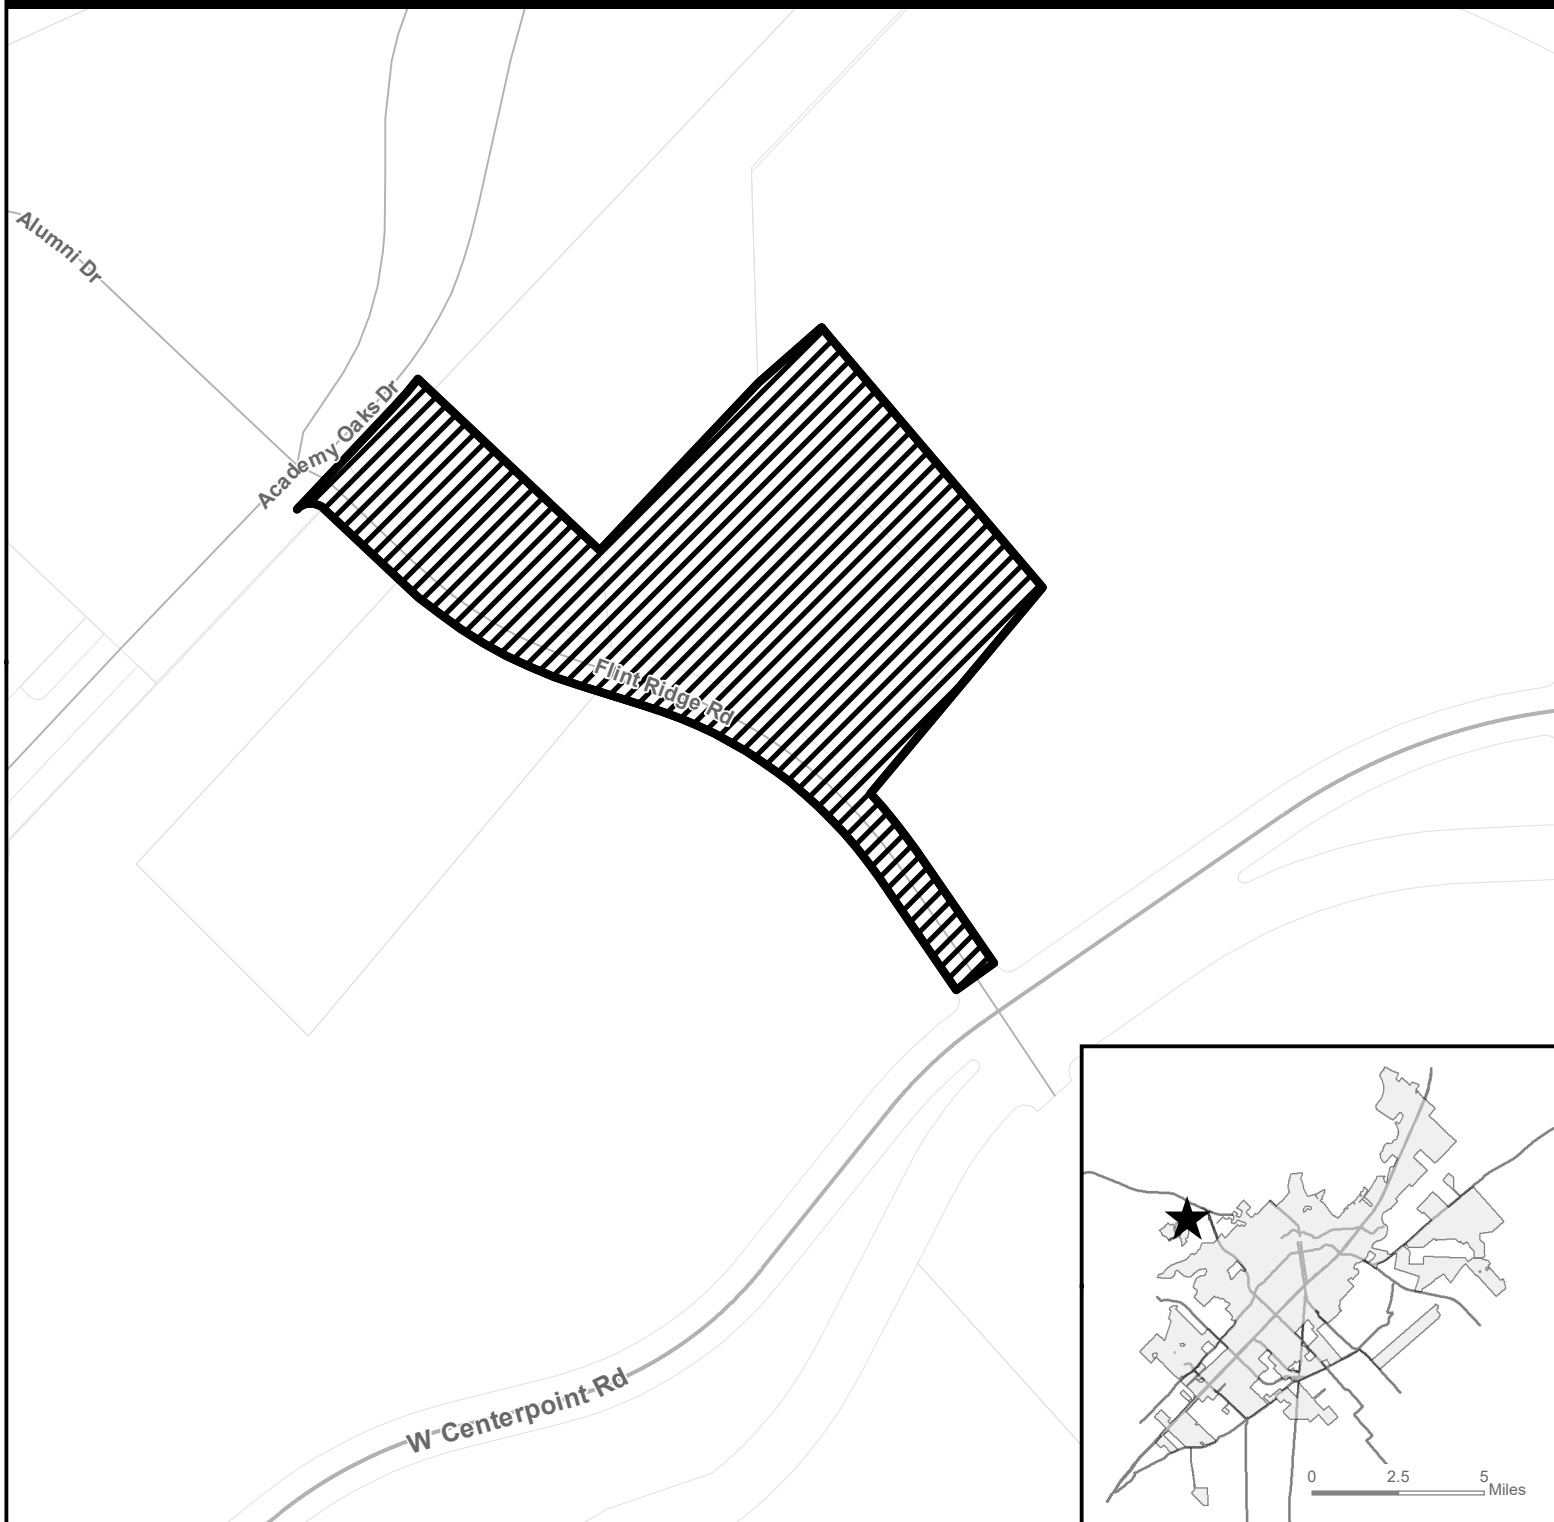 Alumni Dr
Academy Oaks Dr
Flint Ridge Rd
W Centerpoint Rd
0 2.5 5
Miles